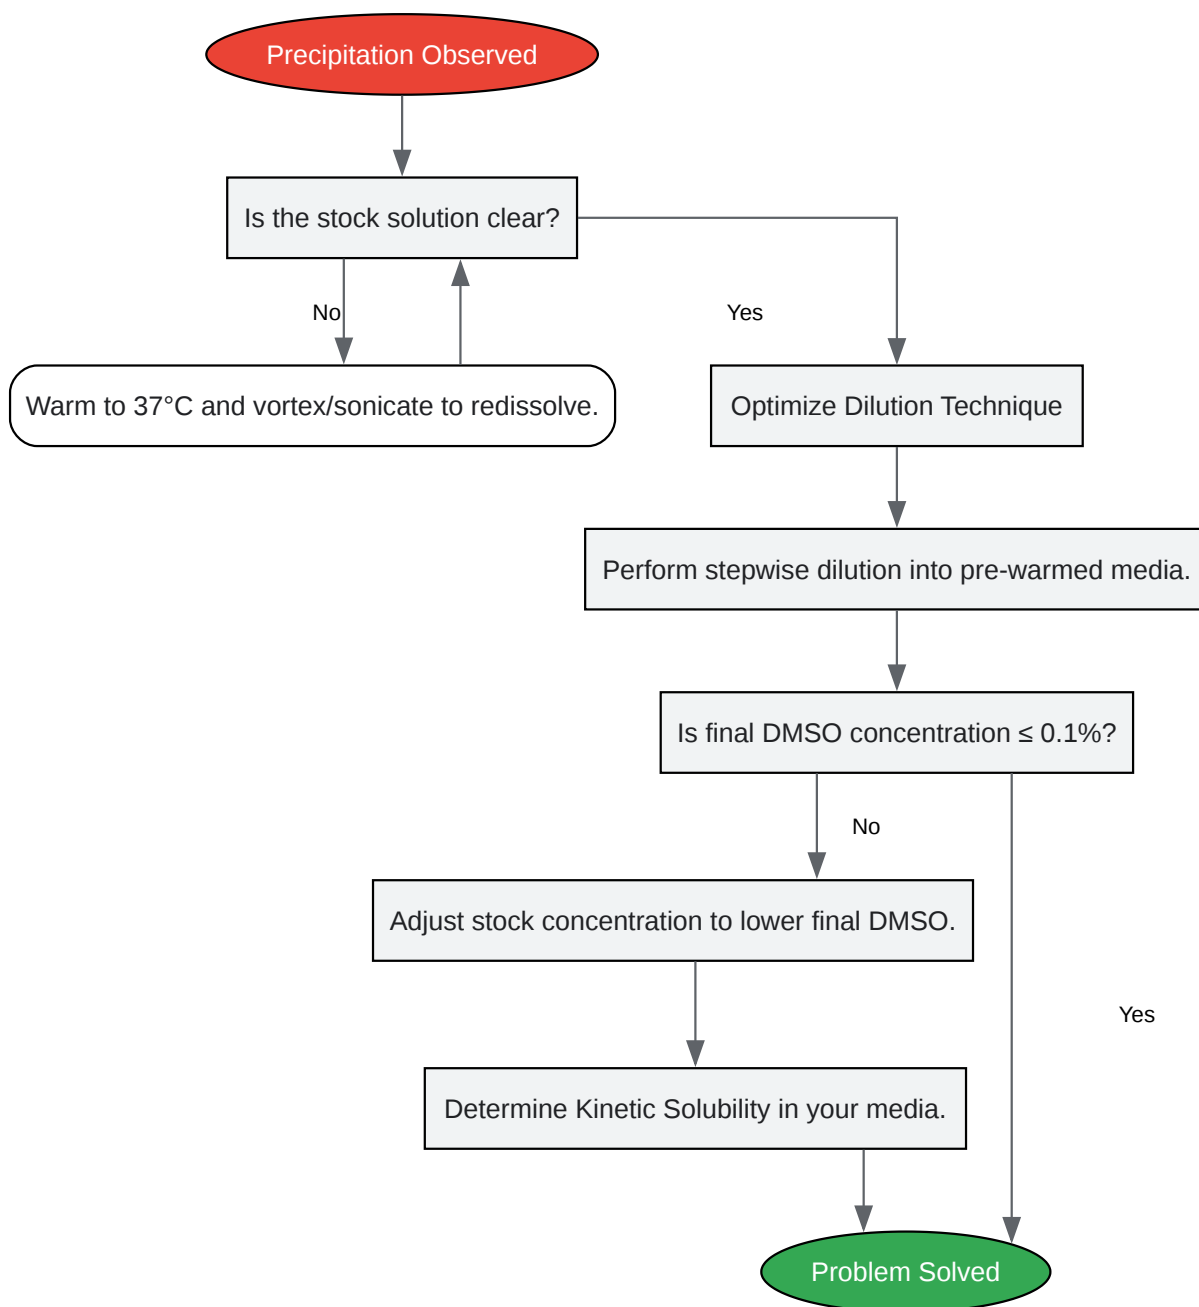 Precipitation Observed
Is the stock solution clear?
No
Yes
Warm to 37°C and vortex/sonicate to redissolve.
Optimize Dilution Technique
Perform stepwise dilution into pre-warmed media.
Is final DMSO concentration ≤ 0.1%?
No
Adjust stock concentration to lower final DMSO.
Yes
Determine Kinetic Solubility in your media.
Problem Solved